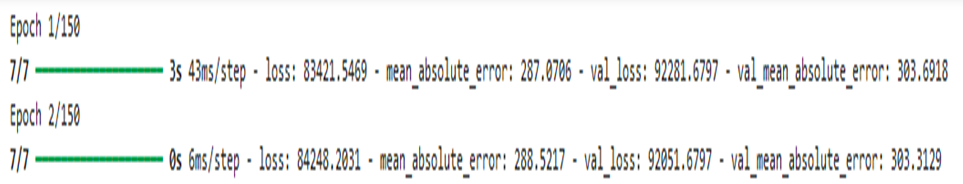 Epoch 1/150
7/7 ━━━━━━━━━━━━━━━━━━━━ 3s 43ms/step - loss: 83421.5469 - mean_absolute_error: 287.0706 - val_loss: 92281.6797 - val_mean_absolute_error: 303.6918
Epoch 2/150
7/7 ━━━━━━━━━━━━━━━━━━━━ 0s 6ms/step - loss: 84248.2031 - mean_absolute_error: 288.5217 - val_loss: 92051.6797 - val_mean_absolute_error: 303.3129